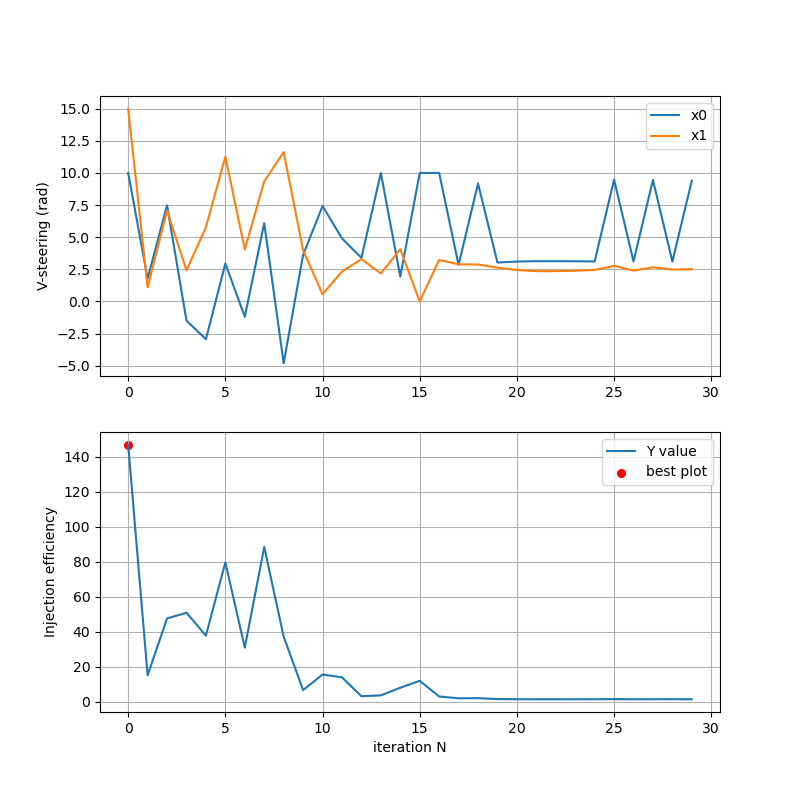 15.0
12.5
10.0
7.5
5.0
2.5
0.0
−2.5
−5.0
V-steering (rad)
x0
x1
0 5 10 15 20 25 30
140
120
100
80
60
40
20
0
Injection efficiency
Y value
best plot
0 5 10 15 20 25 30
iteration N